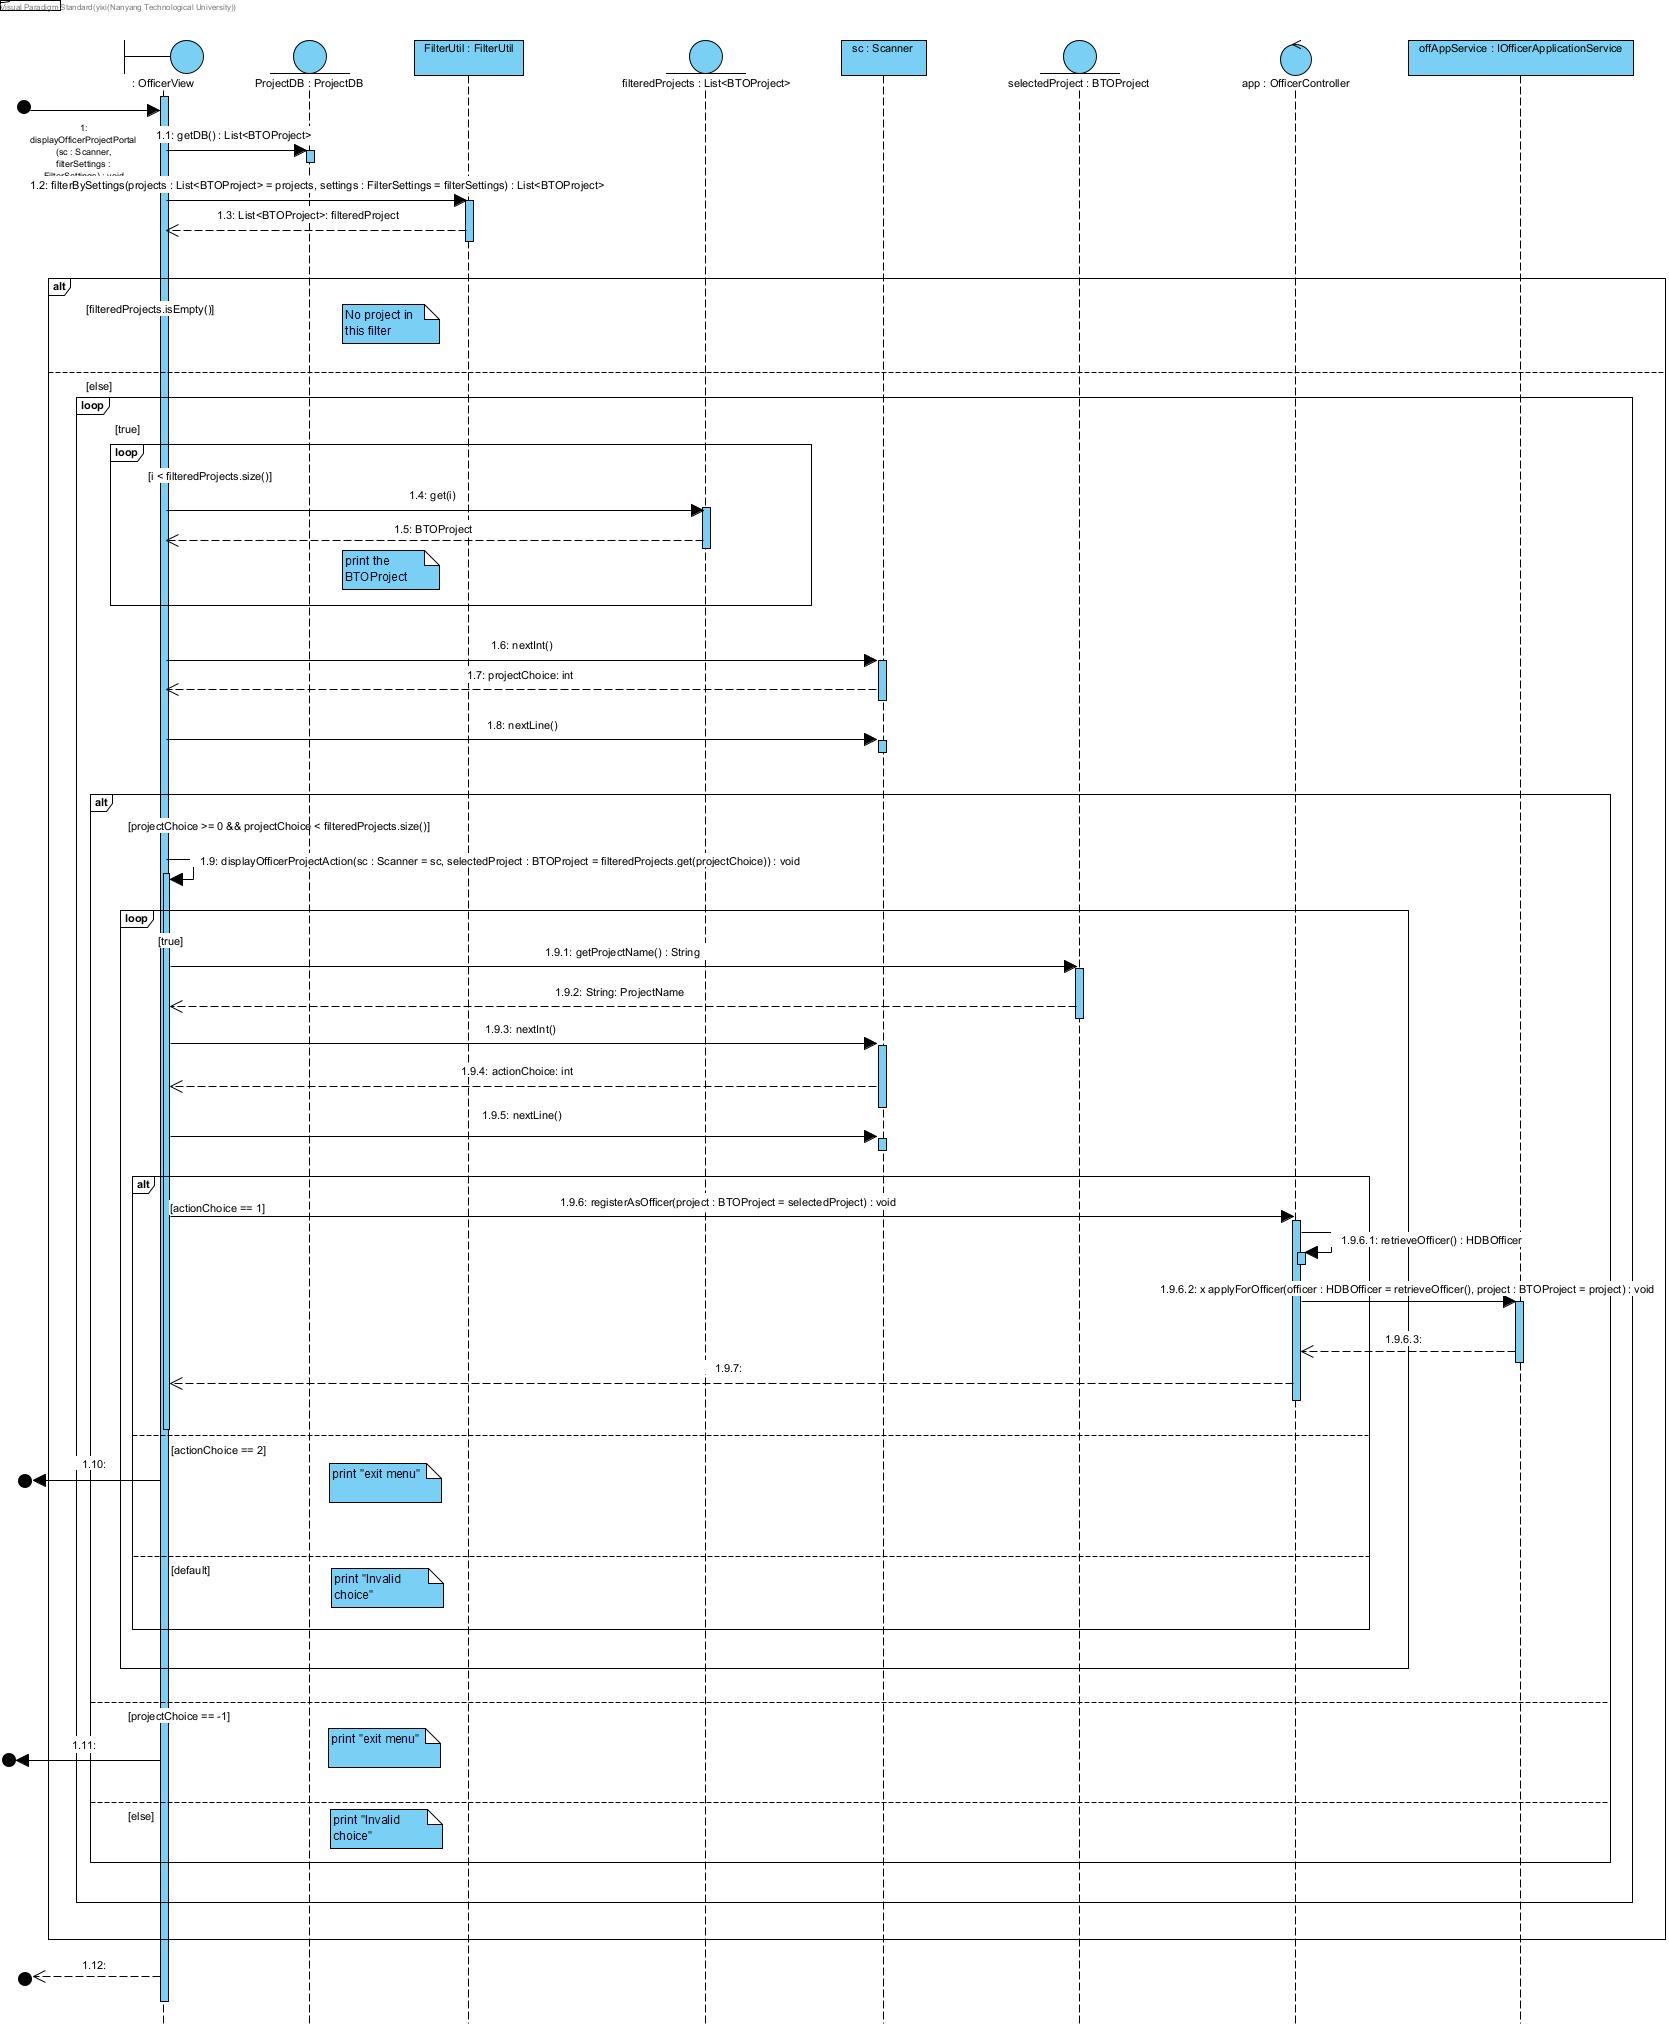 Visual Paradigm Standard(yixi(Nanyang Technological University))
: OfficerView
ProjectDB : ProjectDB
FilterUtil : FilterUtil
filteredProjects : List<BTOProject>
sc : Scanner
selectedProject : BTOProject
app : OfficerController
offAppService : IOfficerApplicationService
1:
displayOfficerProjectPortal
(sc : Scanner,
filterSettings :
FilterSettings) : void
1.1: getDB() : List<BTOProject>
1.2: filterBySettings(projects : List<BTOProject> = projects, settings : FilterSettings = filterSettings) : List<BTOProject>
1.3: List<BTOProject>: filteredProject
alt
[filteredProjects.isEmpty()]
No project in
this filter
[else]
loop
[true]
loop
[i < filteredProjects.size()]
1.4: get(i)
1.5: BTOProject
print the
BTOProject
1.6: nextInt()
1.7: projectChoice: int
1.8: nextLine()
alt
[projectChoice >= 0 && projectChoice < filteredProjects.size()]
1.9: displayOfficerProjectAction(sc : Scanner = sc, selectedProject : BTOProject = filteredProjects.get(projectChoice)) : void
loop
[true]
1.9.1: getProjectName() : String
1.9.2: String: ProjectName
1.9.3: nextInt()
1.9.4: actionChoice: int
1.9.5: nextLine()
alt
[actionChoice == 1]
1.9.6: registerAsOfficer(project : BTOProject = selectedProject) : void
1.9.6.1: retrieveOfficer() : HDBOfficer
1.9.6.2: x applyForOfficer(officer : HDBOfficer = retrieveOfficer(), project : BTOProject = project) : void
1.9.6.3:
1.9.7:
[actionChoice == 2]
1.10:
print "exit menu"
[default]
print "Invalid
choice"
[projectChoice == -1]
1.11:
print "exit menu"
[else]
print "Invalid
choice"
1.12: